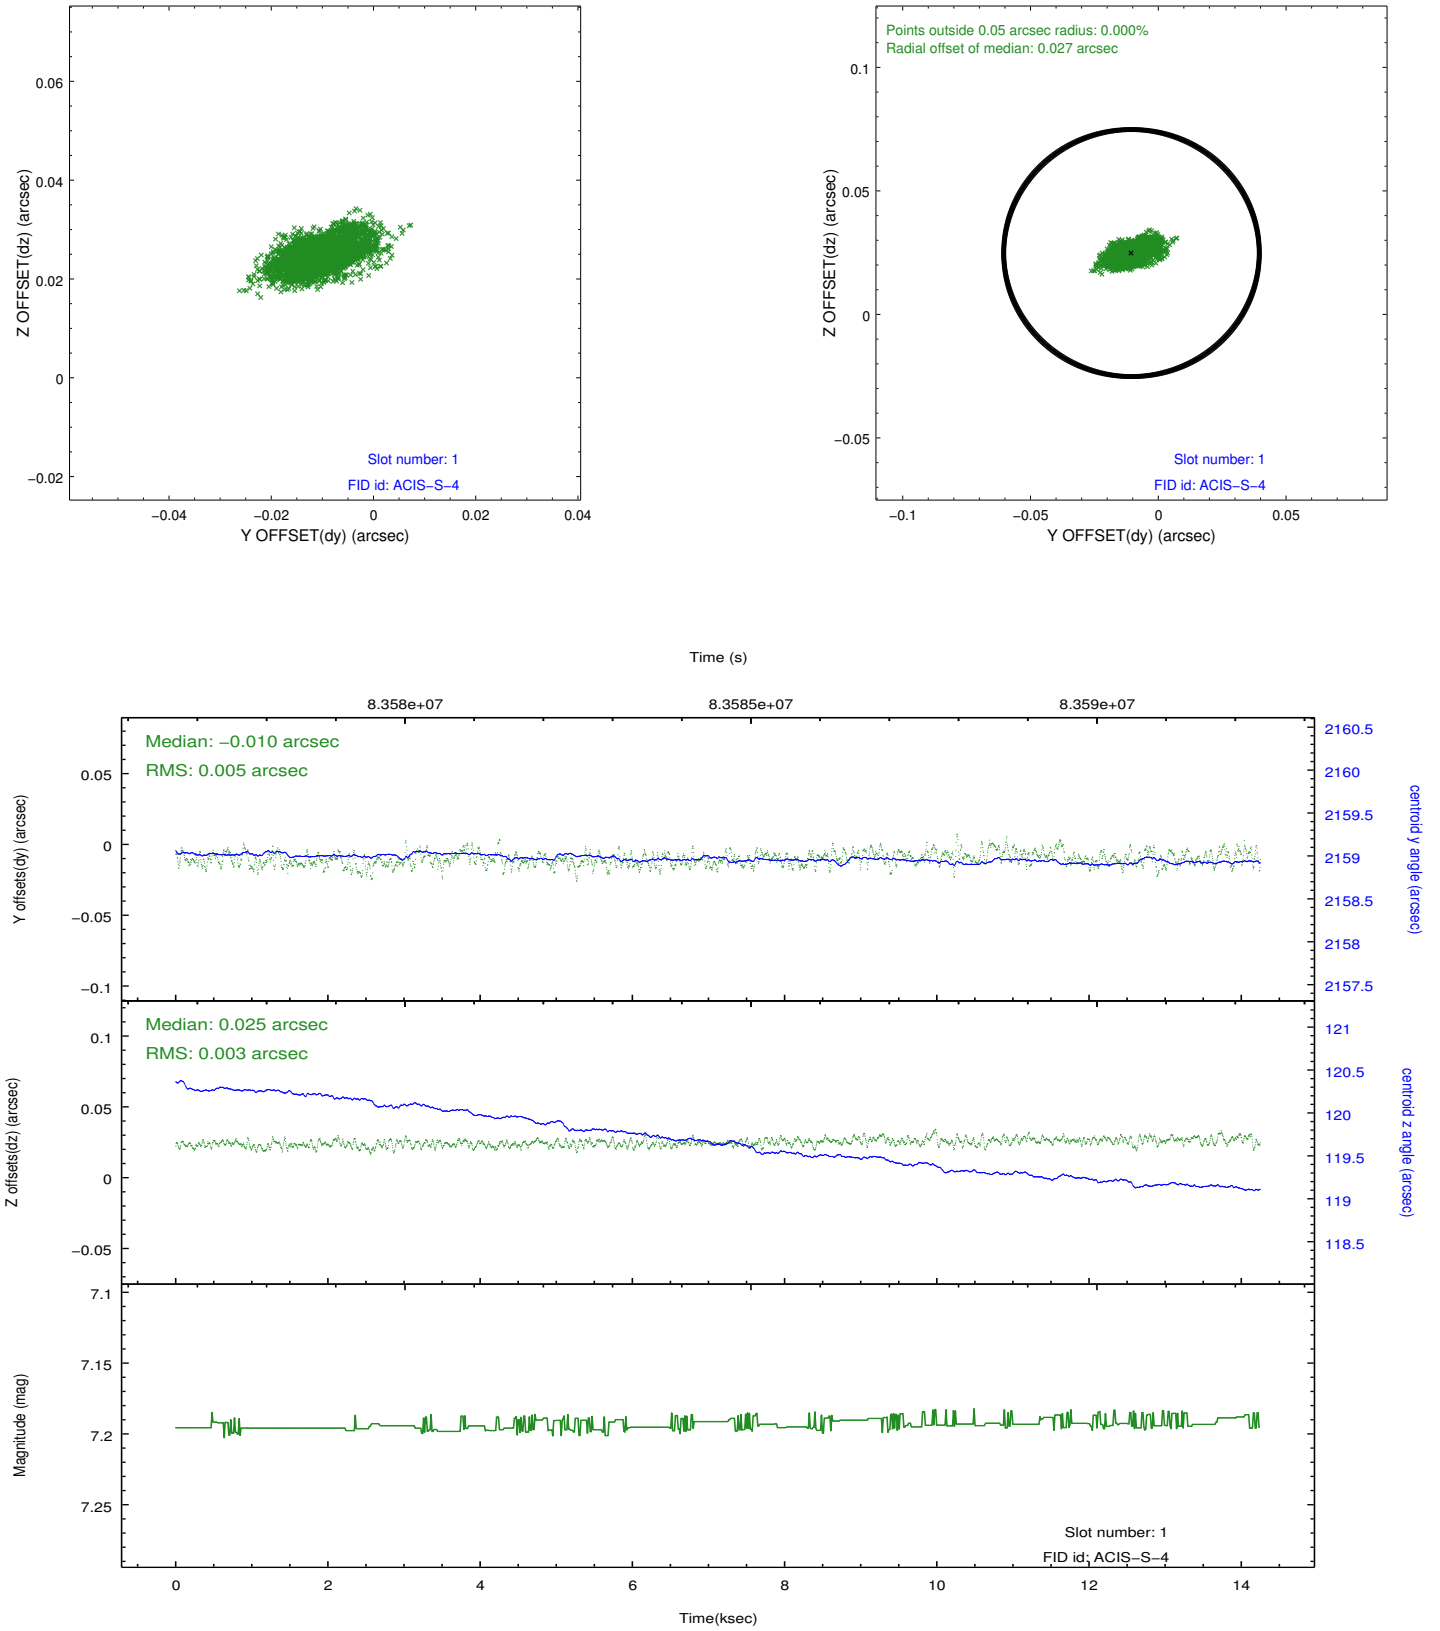 0.06
0.04
0.02
0
−0.02
Z OFFSET(dz) (arcsec)
−0.04 −0.02 0 0.02 0.04
Y OFFSET(dy) (arcsec)
Slot number: 1
FID id: ACIS−S−4
Points outside 0.05 arcsec radius: 0.000%
Radial offset of median: 0.027 arcsec
0.1
0.05
0
−0.05
Z OFFSET(dz) (arcsec)
−0.1 −0.05 0 0.05
Y OFFSET(dy) (arcsec)
Slot number: 1
FID id: ACIS−S−4
Time (s)
8.358e+07 8.3585e+07 8.359e+07
Median: −0.010 arcsec
RMS: 0.005 arcsec
0.05
0
−0.05
−0.1
Y offsets(dy) (arcsec)
2160.5
2160
2159.5
2159
2158.5
2158
2157.5
centroid y angle (arcsec)
Median: 0.025 arcsec
RMS: 0.003 arcsec
0.1
0.05
0
−0.05
Z offsets(dz) (arcsec)
121
120.5
120
119.5
119
118.5
centroid z angle (arcsec)
7.1
7.15
7.2
7.25
Magnitude (mag)
Slot number: 1
FID id: ACIS−S−4
0 2 4 6 8 10 12 14
Time(ksec)